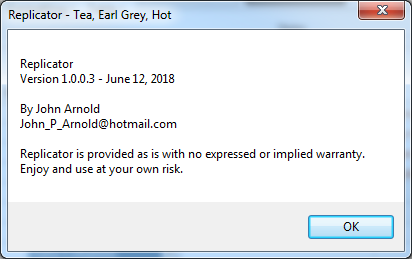 Replicator - Tea, Earl Grey, Hot
Replicator
Version 1.0.0.3 - June 12, 2018
By John Arnold
John_P_Arnold@hotmail.com
Replicator is provided as is with no expressed or implied warranty.
Enjoy and use at your own risk.
OK